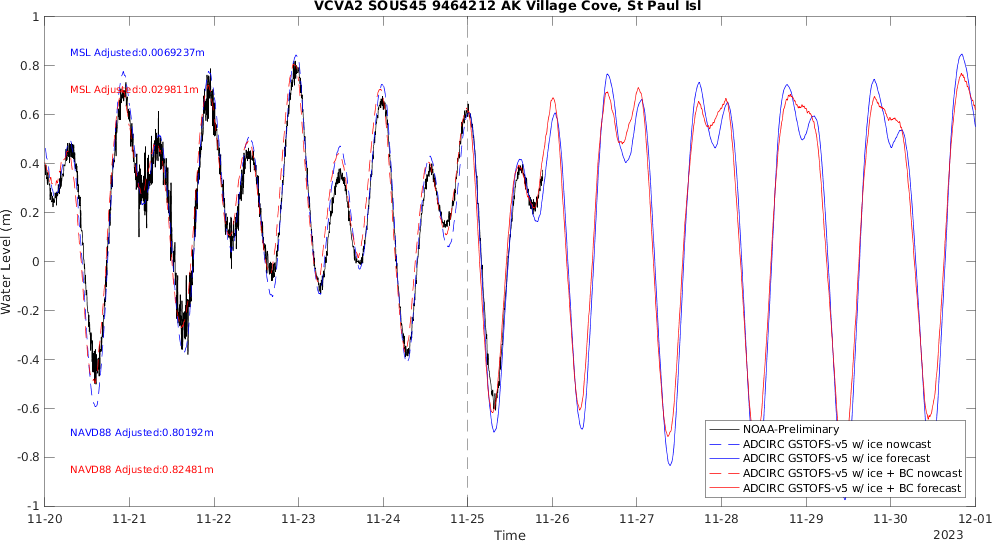 VCVA2 SOUS45 9464212 AK Village Cove, St Paul Isl
1
0.8
0.6
0.4
0.2
0
-0.2
-0.4
-0.6
-0.8
-1
Water Level (m)
MSL Adjusted:0.0069237m
MSL Adjusted:0.029811m
NAVD88 Adjusted:0.80192m
NAVD88 Adjusted:0.82481m
NOAA-Preliminary
ADCIRC GSTOFS-v5 w/ ice nowcast
ADCIRC GSTOFS-v5 w/ ice forecast
ADCIRC GSTOFS-v5 w/ ice + BC nowcast
ADCIRC GSTOFS-v5 w/ ice + BC forecast
11-20 11-21 11-22 11-23 11-24 11-25 11-26 11-27 11-28 11-29 11-30 12-01
Time
2023